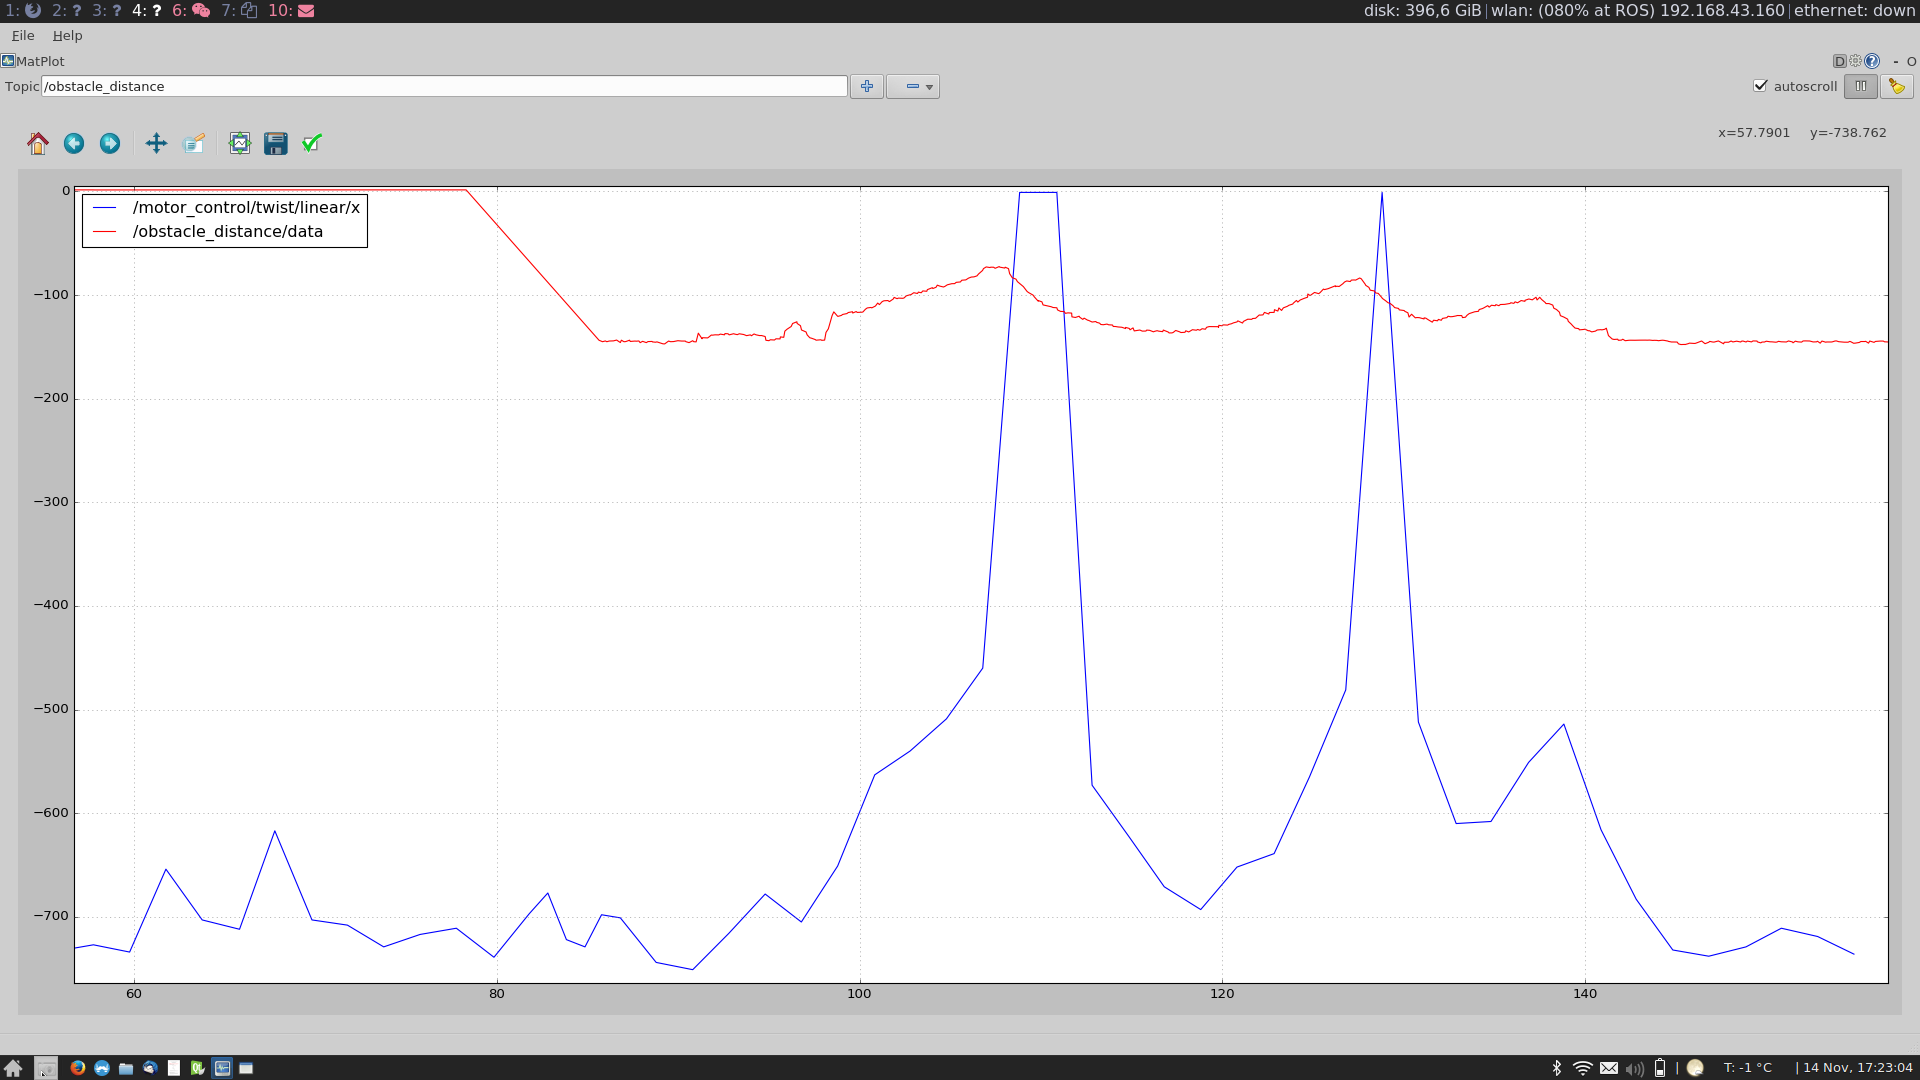 1: 2: ? 3: ? 4: ? 6: 7: 10: disk: 396,6 GiB | wlan: (080% at ROS) 192.168.43.160 | ethernet: down
File Help
MatPlot D ? - O
Topic /obstacle_distance autoscroll
x=57.7901 y=-738.762
0
/motor_control/twist/linear/x
/obstacle_distance/data
−100
−200
−300
−400
−500
−600
−700
60 80 100 120 140
T: -1 °C | 14 Nov, 17:23:04